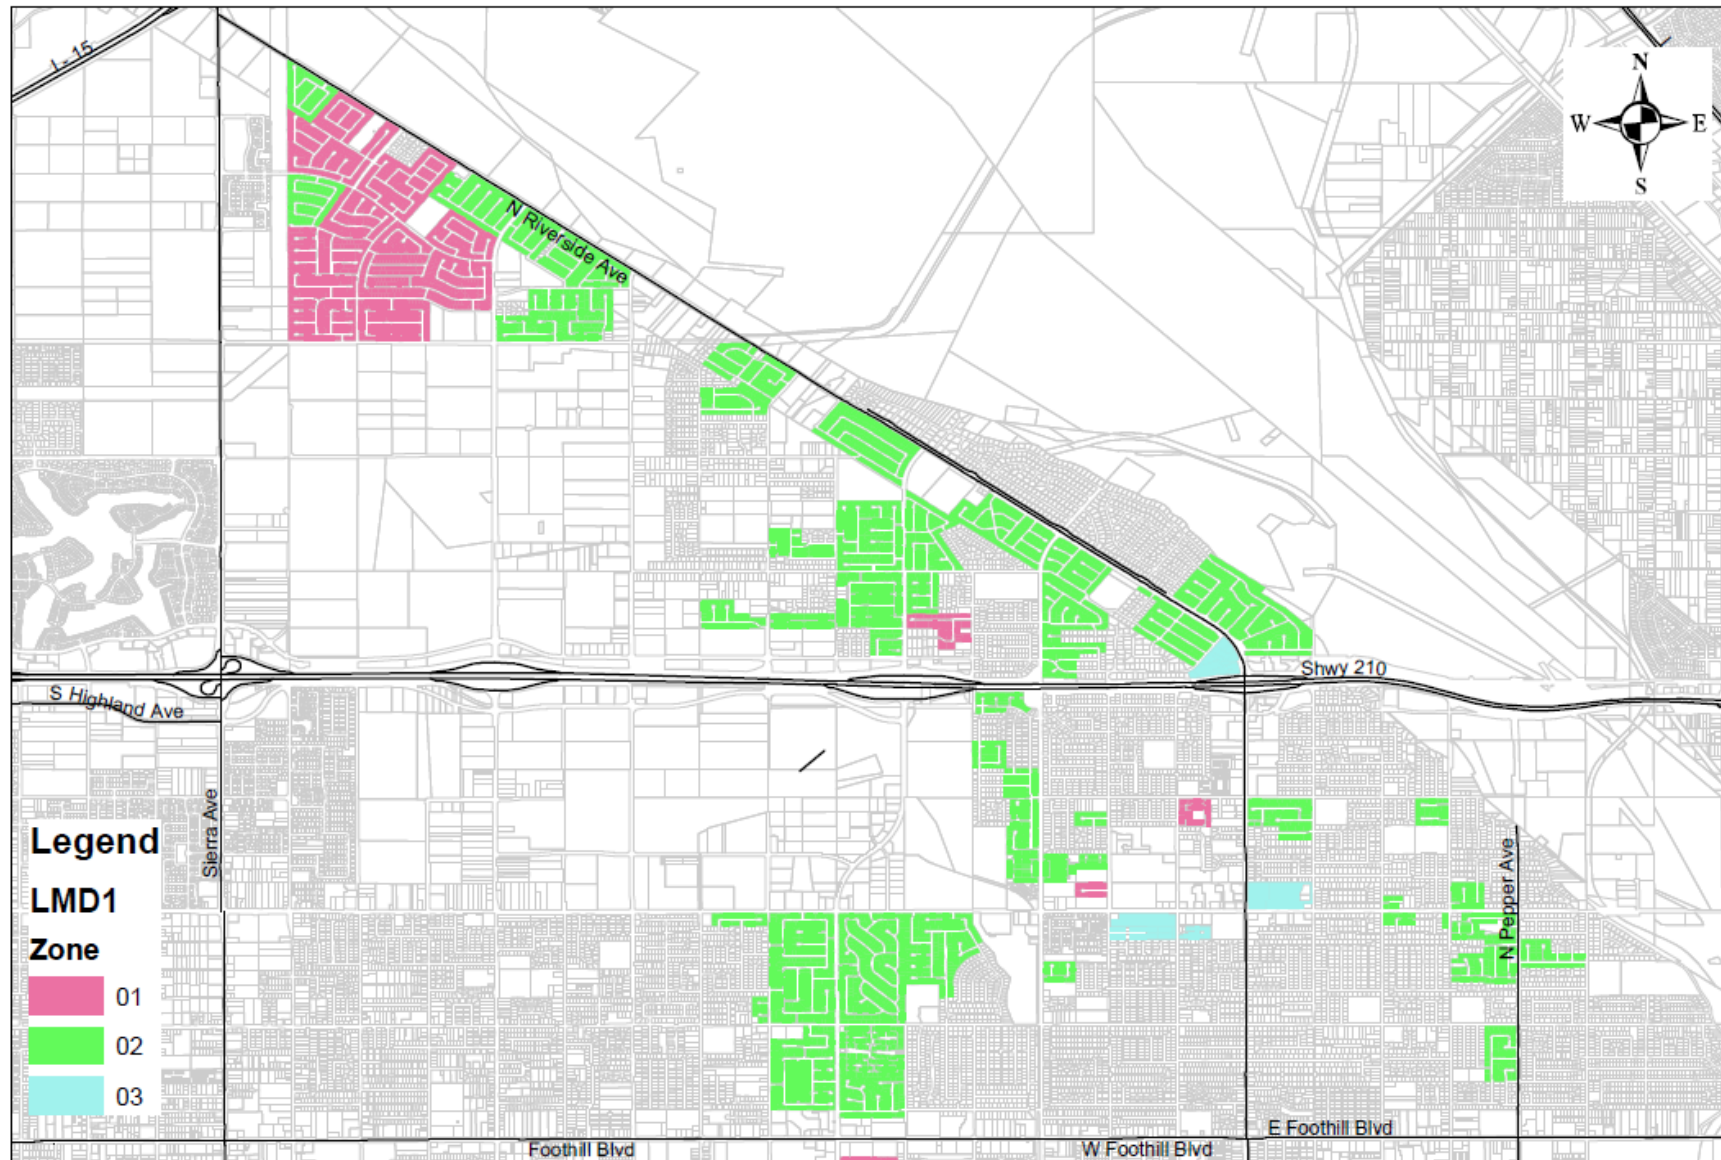 I - 15
N
W
E
S
N Riverside Ave
Shwy 210
S Highland Ave
Sierra Ave
N Pepper Ave
Legend
LMD1
Zone
01
02
03
E Foothill Blvd
Foothill Blvd
W Foothill Blvd